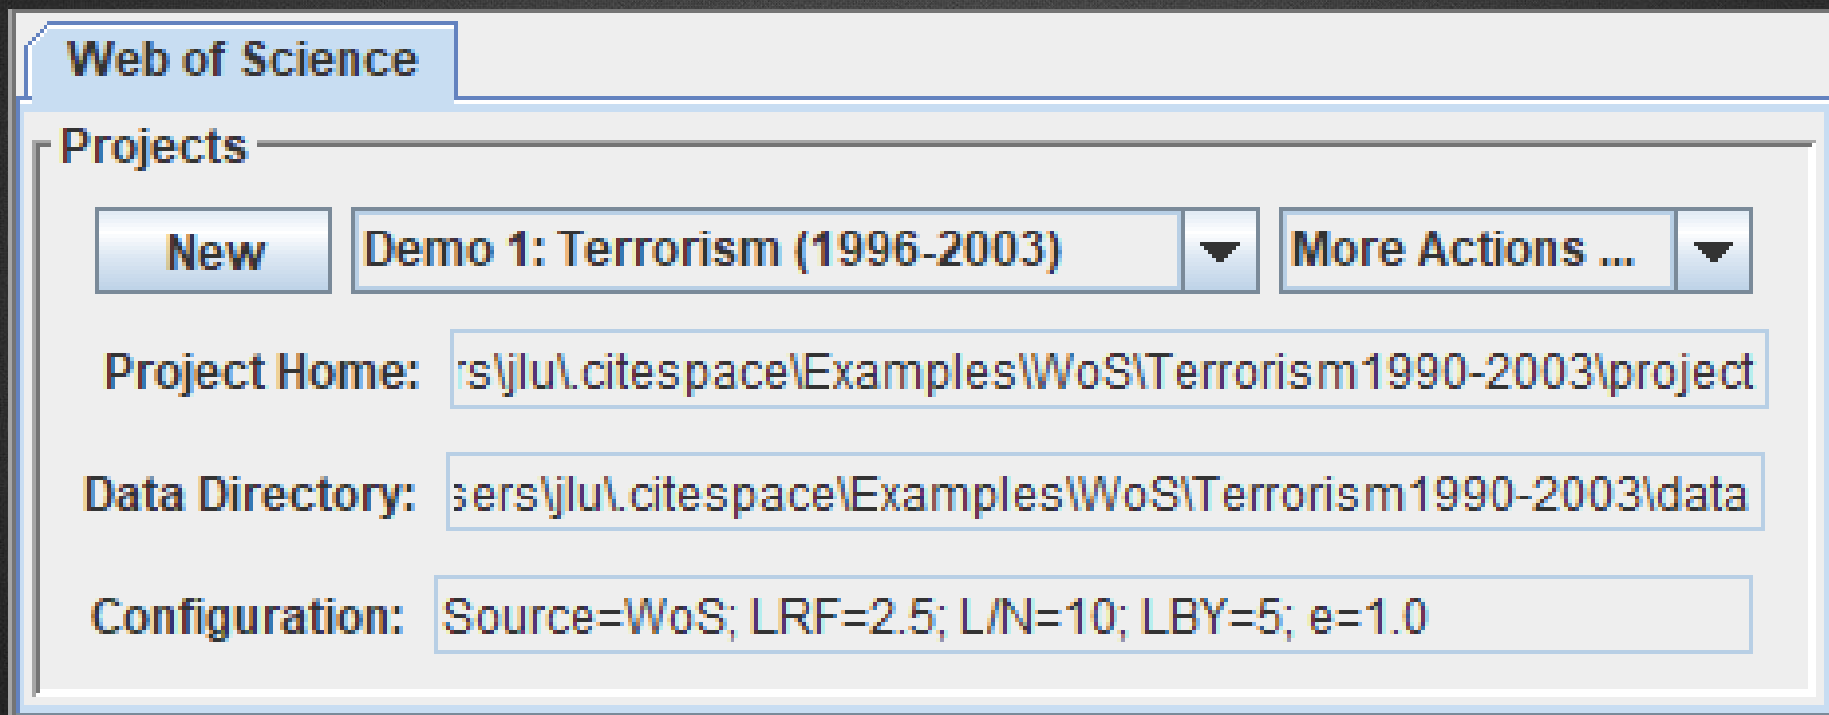 Web of Science
Projects
New Demo 1: Terrorism (1996-2003) More Actions ...
Project Home: rs\jlu\.citespace\Examples\WoS\Terrorism1990-2003\project
Data Directory: sers\jlu\.citespace\Examples\WoS\Terrorism1990-2003\data
Configuration: Source=WoS; LRF=2.5; L/N=10; LBY=5; e=1.0